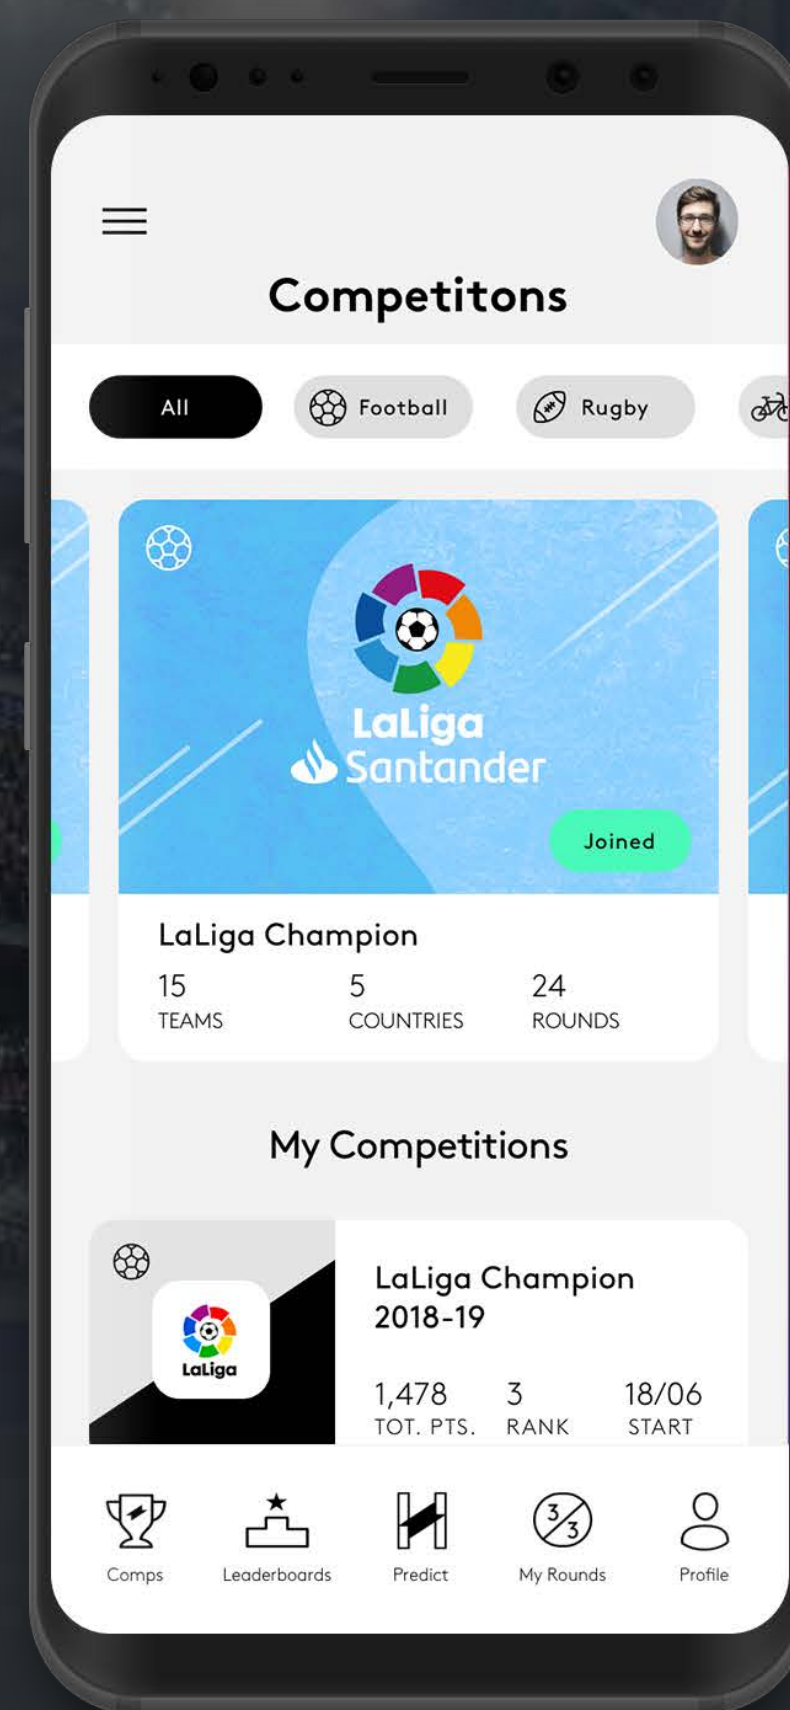 Competitons
All
Football
Rugby
LaLiga
Santander
Joined
LaLiga Champion
15 5 24
TEAMS COUNTRIES ROUNDS
My Competitions
LaLiga Champion
2018-19
LaLiga
1,478 3 18/06
TOT. PTS. RANK START
3/3
Comps Leaderboards Predict My Rounds Profile